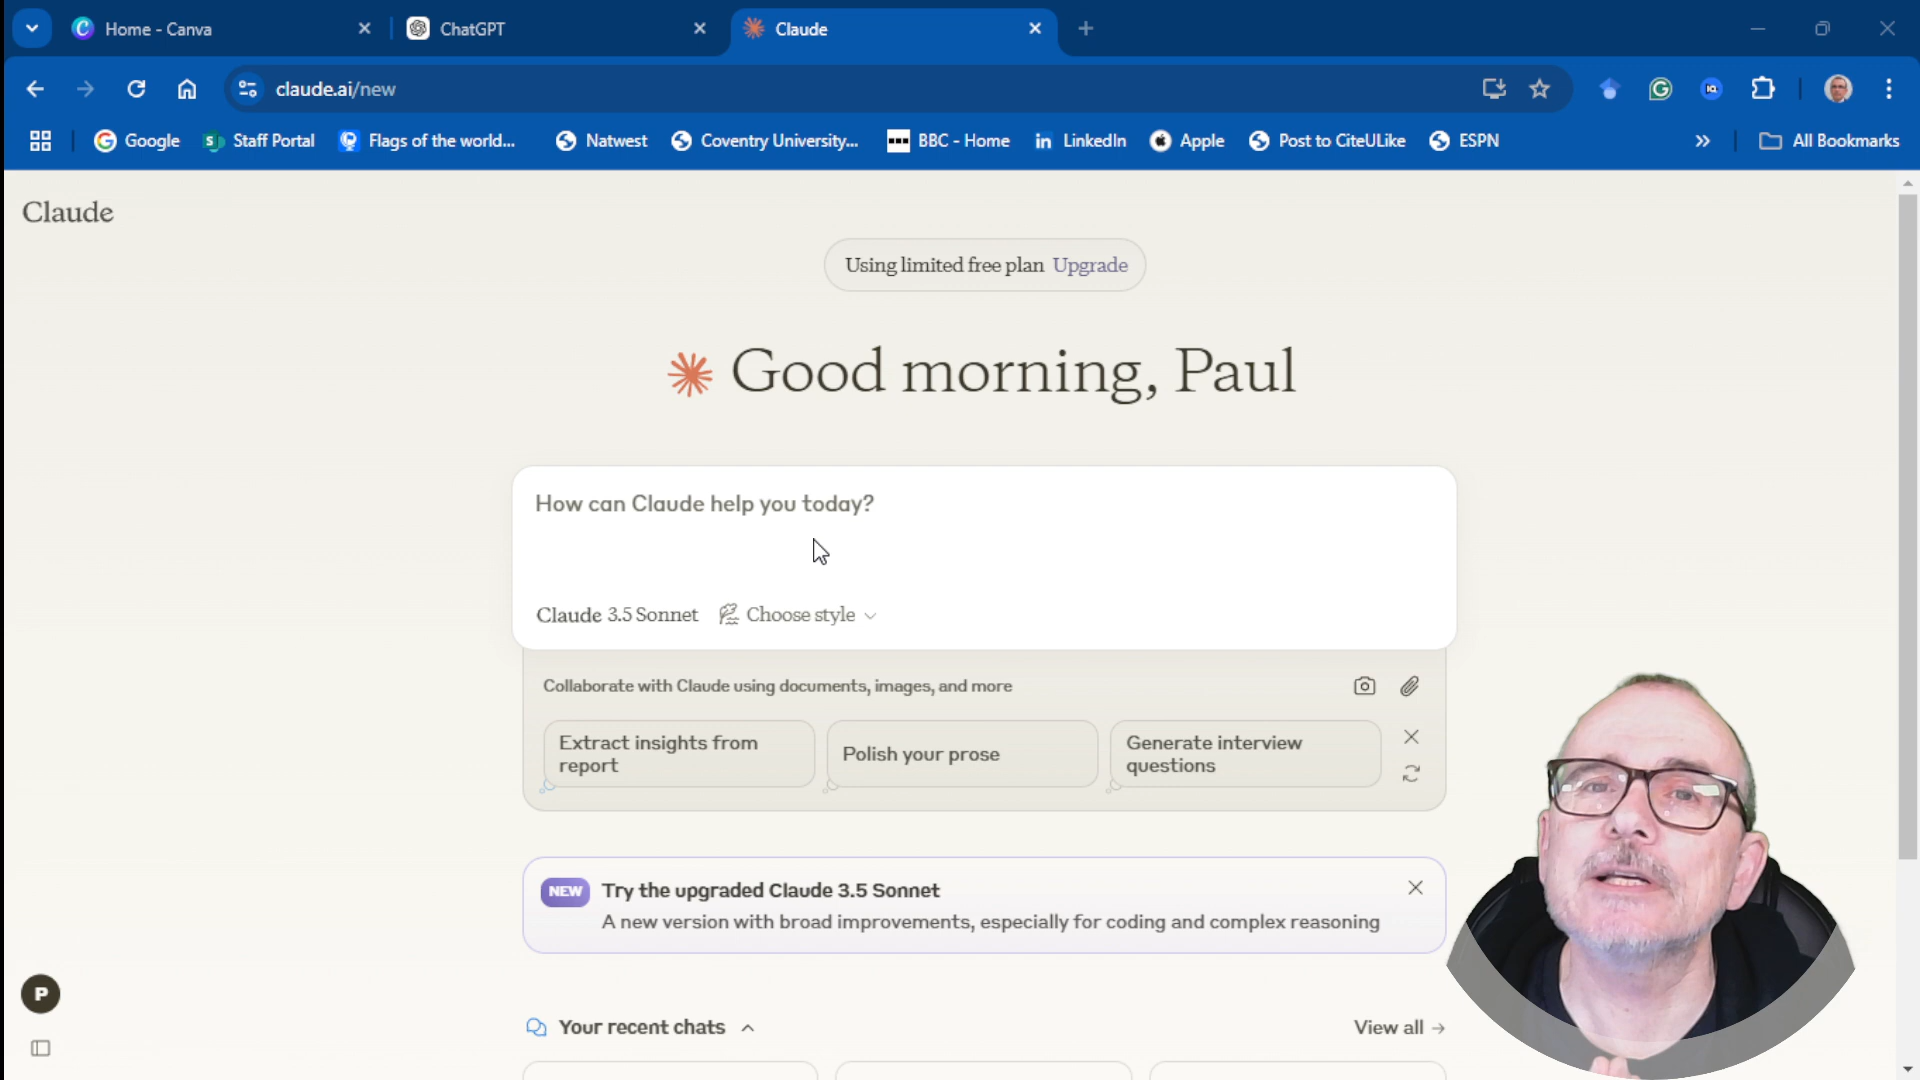 Home - Canva
ChatGPT
Claude
claude.ai/new
Google
Staff Portal
Flags of the world...
Natwest
Coventry University...
BBC - Home
LinkedIn
Apple
Post to CiteULike
ESPN
All Bookmarks
Claude
Using limited free plan Upgrade
Good morning, Paul
How can Claude help you today?
Claude 3.5 Sonnet
Choose style
Collaborate with Claude using documents, images, and more
Extract insights from
report
Polish your prose
Generate interview
questions
NEW Try the upgraded Claude 3.5 Sonnet
A new version with broad improvements, especially for coding and complex reasoning
P
Your recent chats
View all